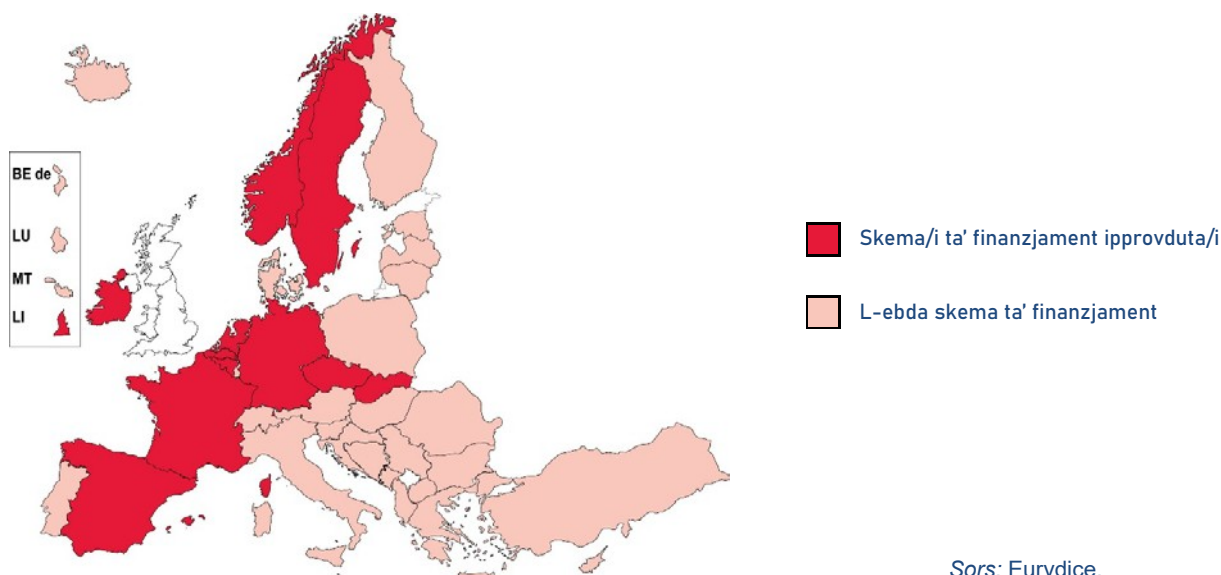 BE de
LU
MT
LI
Skema/i ta’ finanzjament ipprovduta/i
L-ebda skema ta’ finanzjament
Sors: Eurydice.